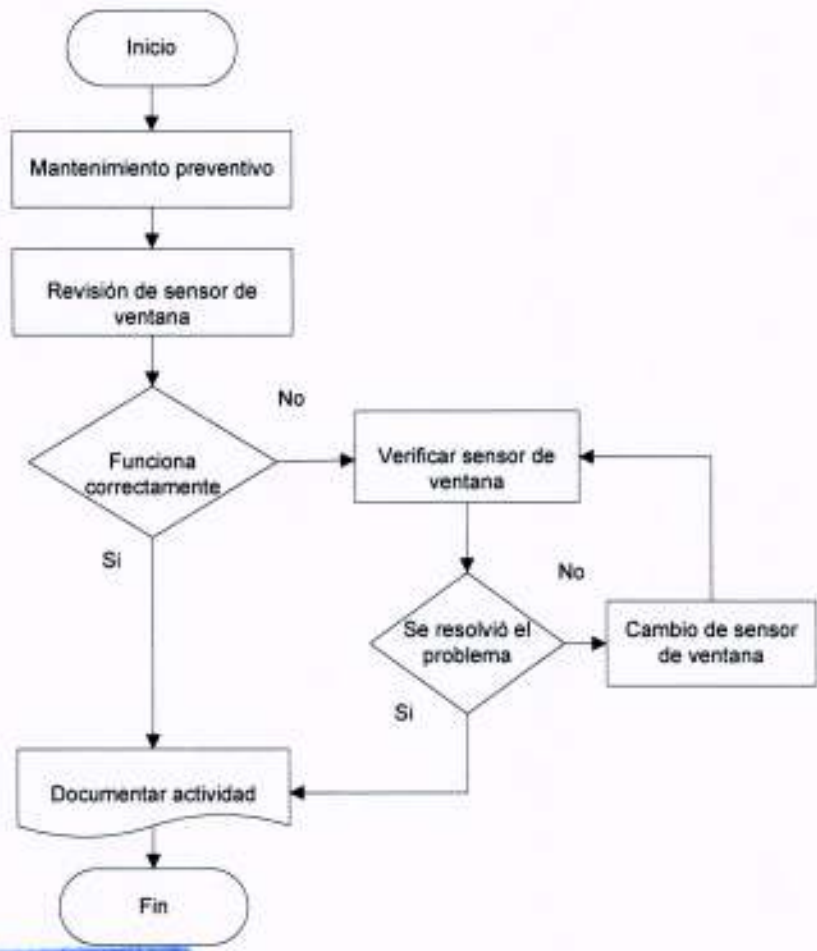 Inicio
Mantenimiento preventivo
Revisión de sensor de
ventana
No
Funciona
correctamente
Verificar sensor de
ventana
Si
No
Se resolvió el
problema
Cambio de sensor
de ventana
Si
Documentar actividad
Fin